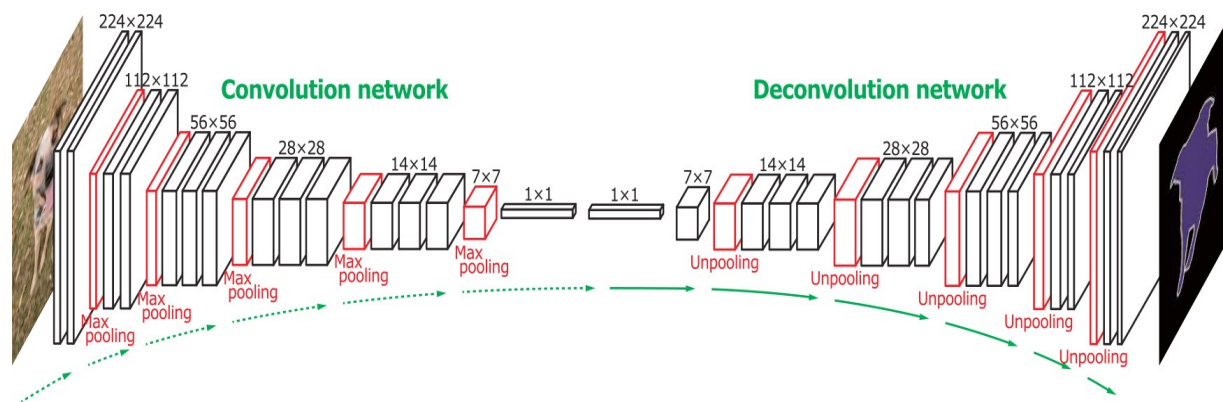 224×224
112×112
Convolution network
56×56
28×28
14×14
7×7
1×1
1×1
7×7
14×14
28×28
Deconvolution network
56×56
112×112
224×224
Max
pooling
Max
pooling
Max
pooling
Max
pooling
Max
pooling
Unpooling
Unpooling
Unpooling
Unpooling
Unpooling